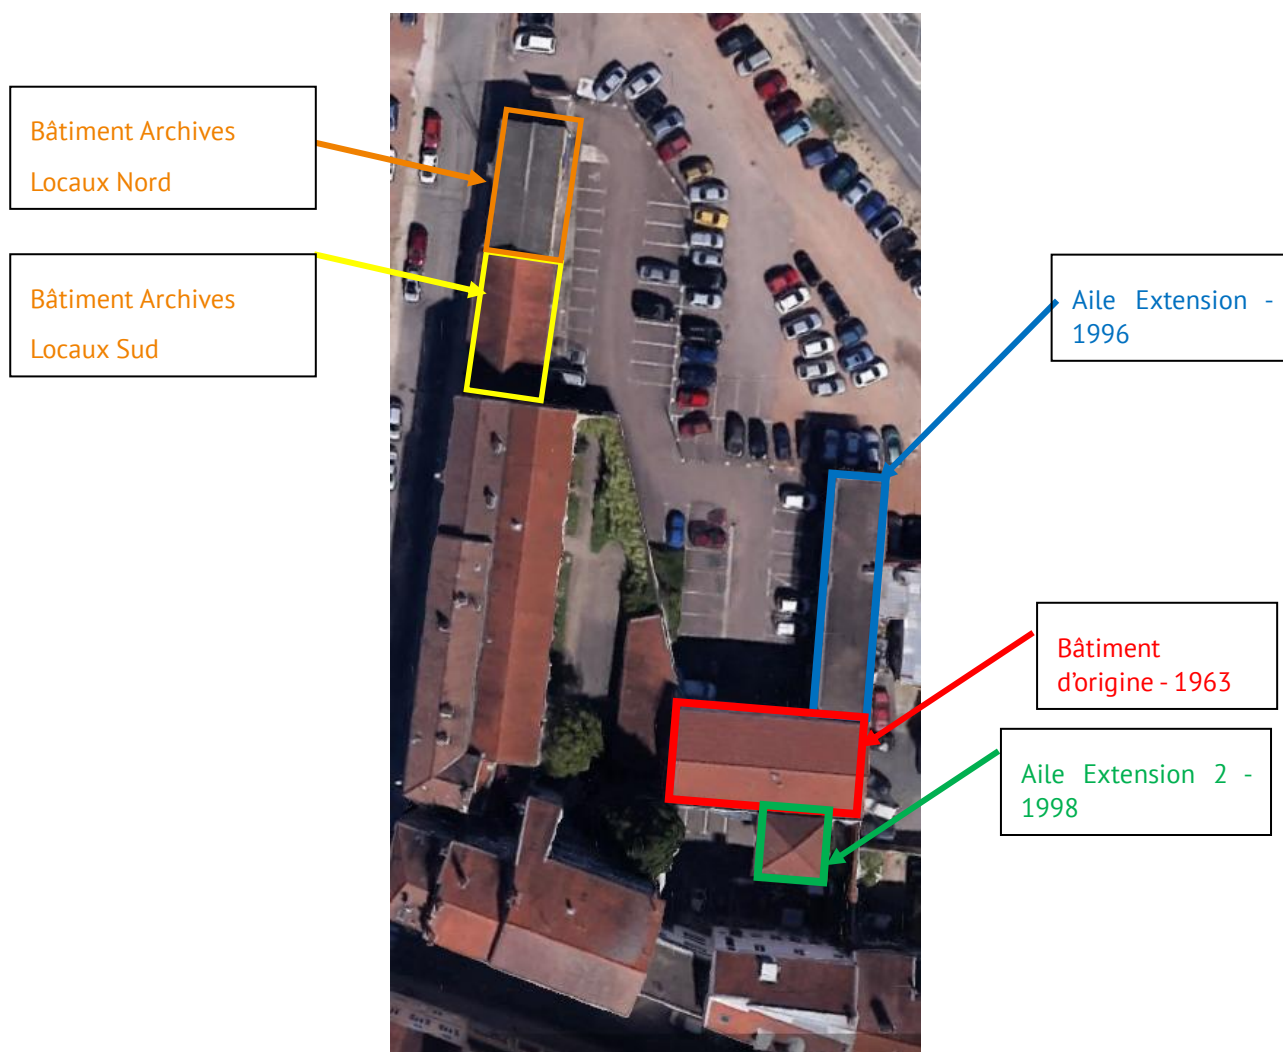 Bâtiment Archives
Locaux Nord
Bâtiment Archives
Locaux Sud
Aile Extension -
1996
Bâtiment
d'origine - 1963
Aile Extension 2 -
1998